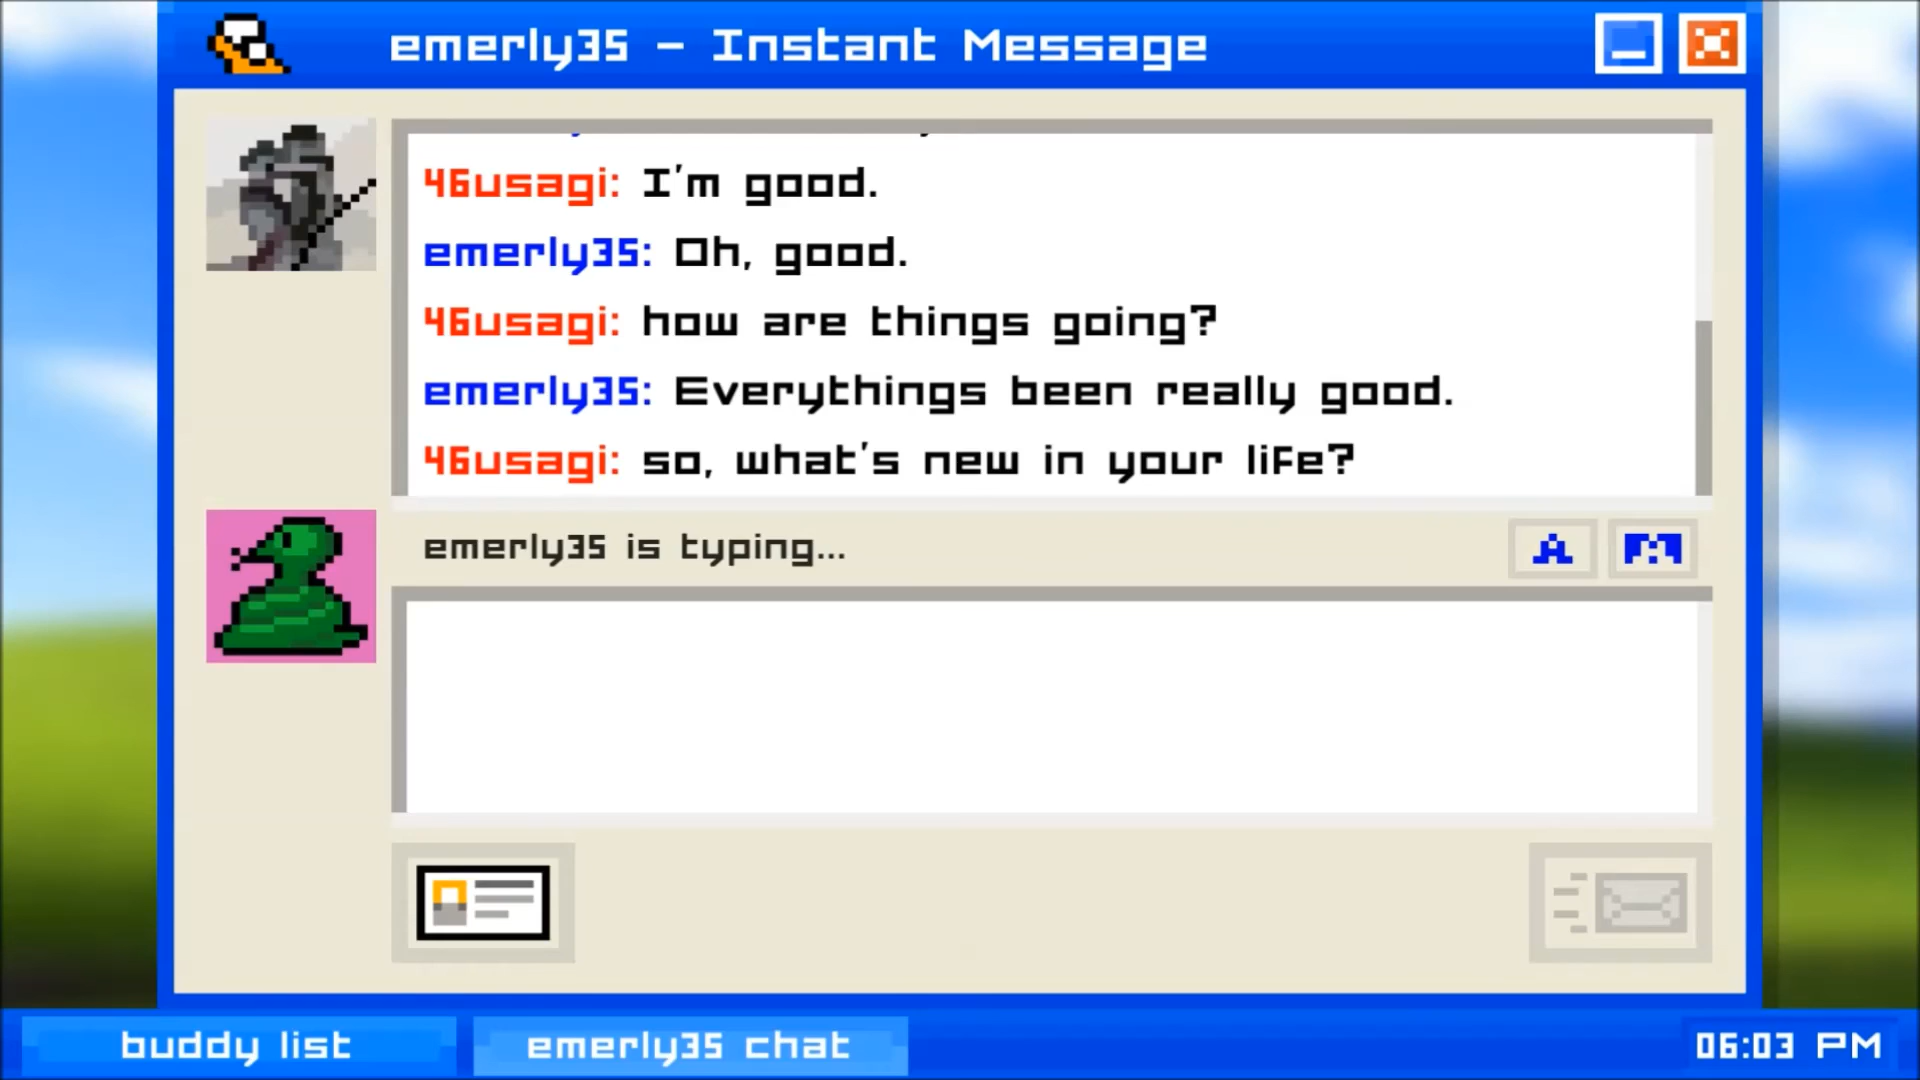 emerly35 - Instant Message
46usagi: I'm good.
emerly35: Oh, good.
46usagi: how are things going?
emerly35: Everythings been really good.
46usagi: so, what's new in your life?
emerly35 is typing...
A
buddy list
emerly35 chat
06:03 PM